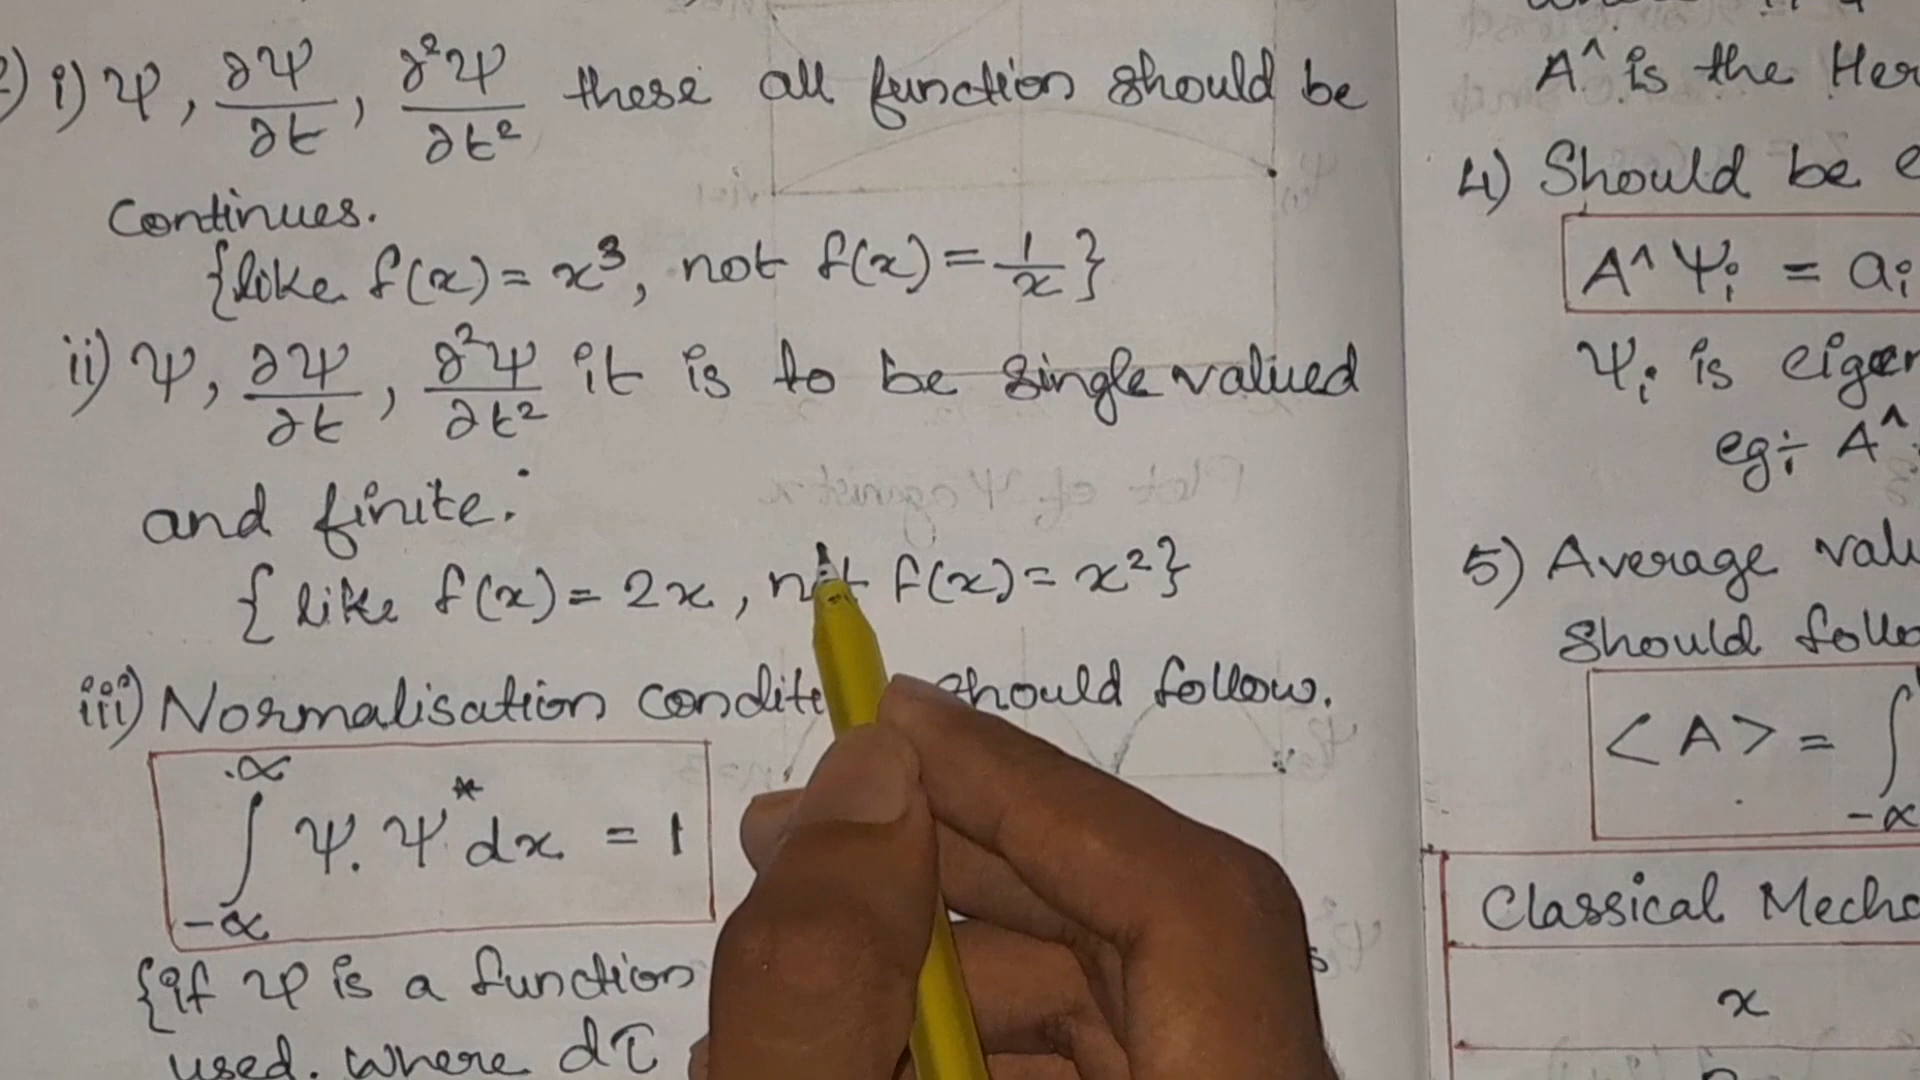 i) Ψ, ∂Ψ/∂t, ∂²Ψ/∂t² these all function should be
Continues.
{like f(x) = x³, not f(x) = 1/x}
ii) Ψ, ∂Ψ/∂t, ∂²Ψ/∂t² it is to be single valued
and finite.
{like f(x) = 2x, not f(x) = x²}
iii) Normalisation should follow.
∫ Ψ.Ψ* dx = 1
∝
-∝
{if Ψ is a function
used. where dτ
A^ is the
4) Should be
A^ Ψi = ai
Ψi is
eg:- A^
5) Average
Should
<A> = ∫
-∝
Classical
x